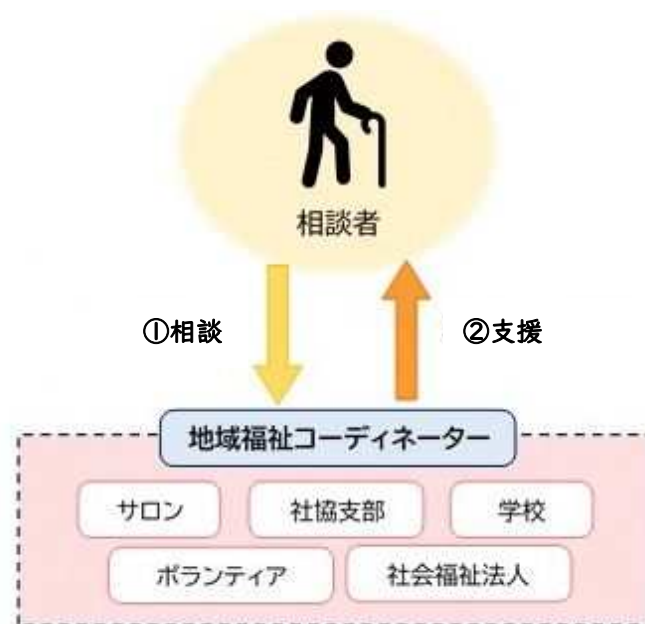 相談者
①相談 ②支援
地域福祉コーディネーター
サロン 社協支部 学校
ボランティア 社会福祉法人